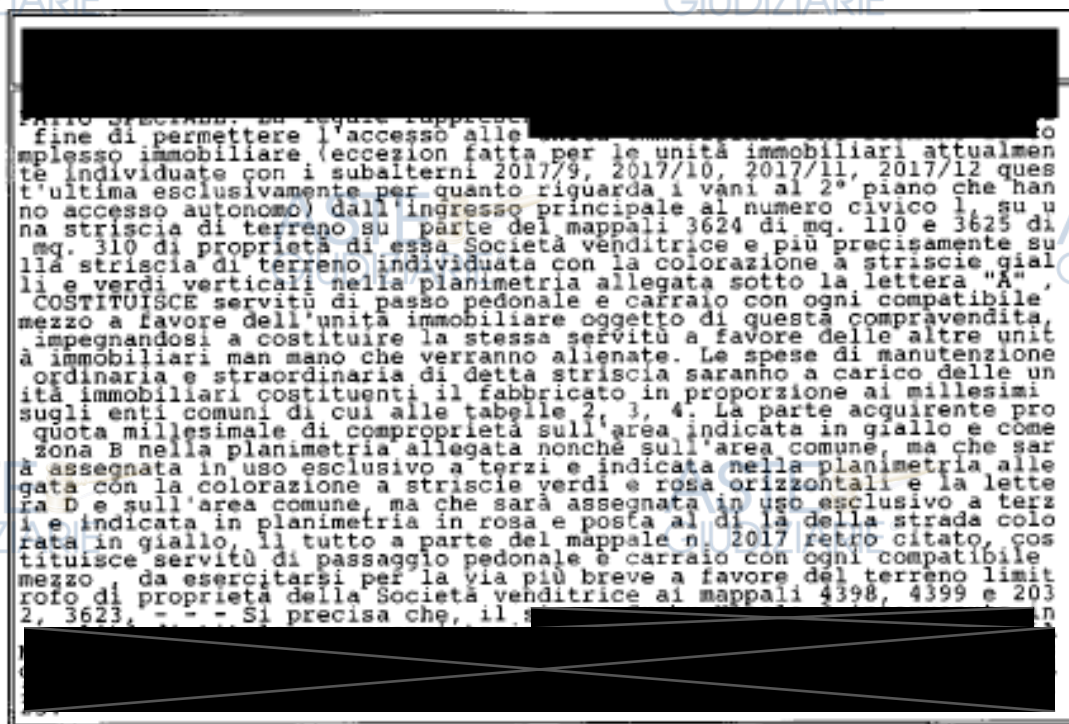 fine di permettere l'accesso alle
mplesso immobiliare (eccezion fatta per le unità immobiliari attualmen
te individuate con i subalterni 2017/9, 2017/10, 2017/11, 2017/12 ques
t'ultima esclusivamente per quanto riguarda i vani al 2° piano che han
no accesso autonomo) dall'ingresso principale al numero civico 1, su u
na striscia di terreno su parte dei mappali 3624 di mq. 110 e 3625 di
mq. 310 di proprietà di essa Società venditrice e più precisamente su
lla striscia di terreno individuata con la colorazione a striscie gial
li e verdi verticali nella planimetria allegata sotto la lettera "A",
COSTITUISCE servitù di passo pedonale e carraio con ogni compatibile
mezzo a favore dell'unità immobiliare oggetto di questa compravendita,
impegnandosi a costituire la stessa servitù a favore delle altre unit
à immobiliari man mano che verranno alienate. Le spese di manutenzione
ordinaria e straordinaria di detta striscia saranno a carico delle un
ità immobiliari costituenti il fabbricato in proporzione ai millesimi
sugli enti comuni di cui alle tabelle 2, 3, 4. La parte acquirente pro
quota millesimale di comproprietà sull'area indicata in giallo e come
zona B nella planimetria allegata nonchè sull'area comune, ma che sar
à assegnata in uso esclusivo a terzi e indicata nella planimetria alle
gata con la colorazione a striscie verdi e rosa orizzontali e la lette
ra D e sull'area comune, ma che sarà assegnata in uso esclusivo a terz
i e indicata in planimetria in rosa e posta al di là della strada colo
rata in giallo, il tutto a parte del mappale n. 2017 retro citato, cos
tituisce servitù di passaggio pedonale e carraio con ogni compatibile
mezzo , da esercitarsi per la via più breve a favore del terreno limit
rofo di proprietà della Società venditrice ai mappali 4398, 4399 e 203
2, 3623, - - - Si precisa che, il
ASTE GIUDIZIARIE